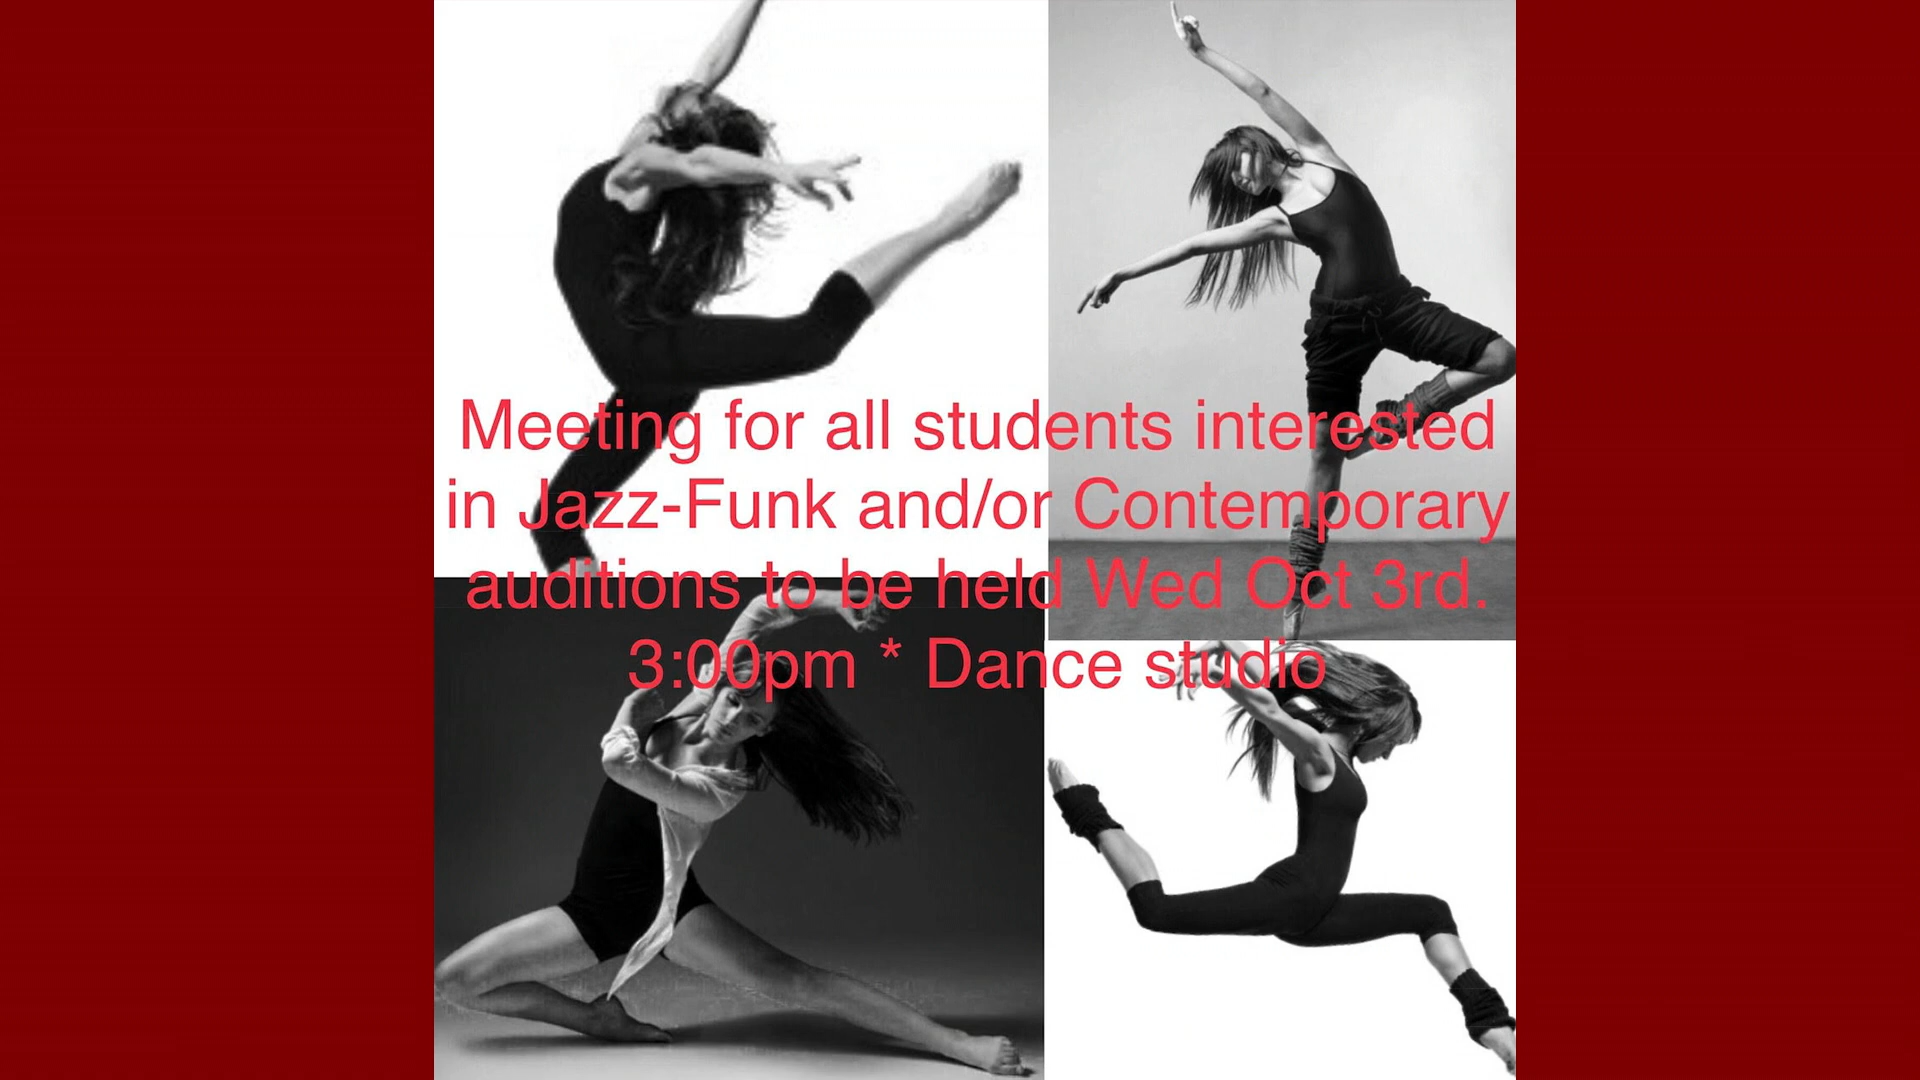 Meeting for all students interested
in Jazz-Funk and/or Contemporary
auditions to be held Wed Oct 3rd.
3:00pm * Dance studio